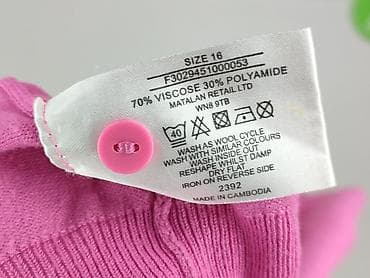 SIZE 16
F3029451000053
70% VISCOSE 30% POLYAMIDE
MATALAN RETAIL LTD
WN8 9TB
40
WASH AS WOOL CYCLE
WASH WITH SIMILAR COLOURS
WASH INSIDE OUT
RESHAPE WHILST DAMP
DRY FLAT
IRON ON REVERSE SIDE
2392
MADE IN CAMBODIA